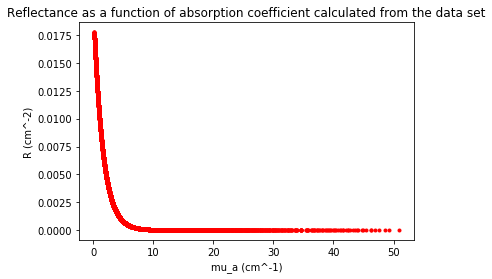 Reflectance as a function of absorption coefficient calculated from the data set
0.0175
0.0150
0.0125
0.0100
0.0075
0.0050
0.0025
0.0000
R (cm^-2)
0 10 20 30 40 50
mu_a (cm^-1)